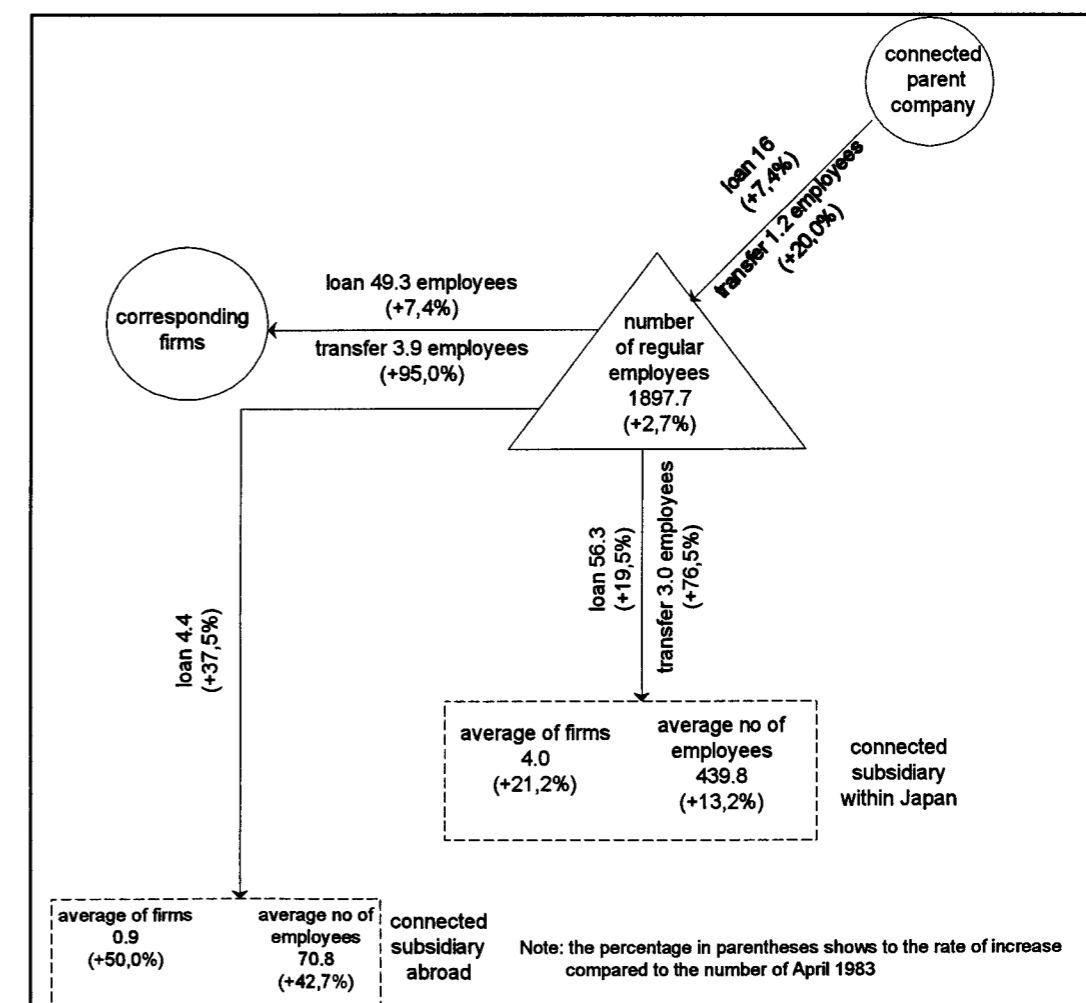 connected
parent
company
loan 16
(+7,4%)
transfer 1.2 employees
(+20,0%)
loan 49.3 employees
(+7,4%)
transfer 3.9 employees
(+95,0%)
corresponding
firms
number
of regular
employees
1897.7
(+2,7%)
loan 4.4
(+37,5%)
loan 56.3
(+19,5%)
transfer 3.0 employees
(+76,5%)
average of firms
4.0
(+21,2%)
average no of
employees
439.8
(+13,2%)
connected
subsidiary
within Japan
average of firms
0.9
(+50,0%)
average no of
employees
70.8
(+42,7%)
connected
subsidiary
abroad
Note: the percentage in parentheses shows to the rate of increase
compared to the number of April 1983